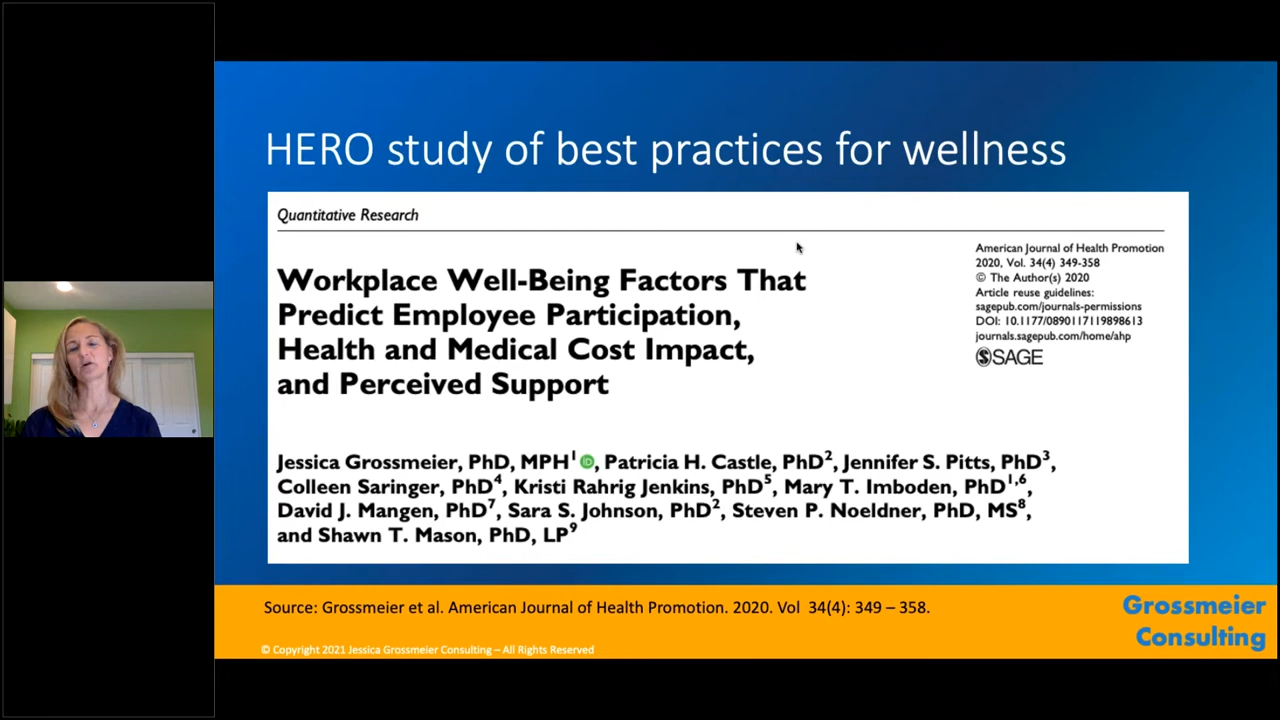 HERO study of best practices for wellness
Quantitative Research
Workplace Well-Being Factors That
Predict Employee Participation,
Health and Medical Cost Impact,
and Perceived Support
American Journal of Health Promotion
2020, Vol. 34(4) 349-358
© The Author(s) 2020
Article reuse guidelines:
sagepub.com/journals-permissions
DOI: 10.1177/0890117119898613
journals.sagepub.com/home/ahp
SAGE
Jessica Grossmeier, PhD, MPH1 iD, Patricia H. Castle, PhD2, Jennifer S. Pitts, PhD3,
Colleen Saringer, PhD4, Kristi Rahrig Jenkins, PhD5, Mary T. Imboden, PhD1,6,
David J. Mangen, PhD7, Sara S. Johnson, PhD2, Steven P. Noeldner, PhD, MS8,
and Shawn T. Mason, PhD, LP9
Source: Grossmeier et al. American Journal of Health Promotion. 2020. Vol 34(4): 349 – 358.
© Copyright 2021 Jessica Grossmeier Consulting – All Rights Reserved
Grossmeier
Consulting